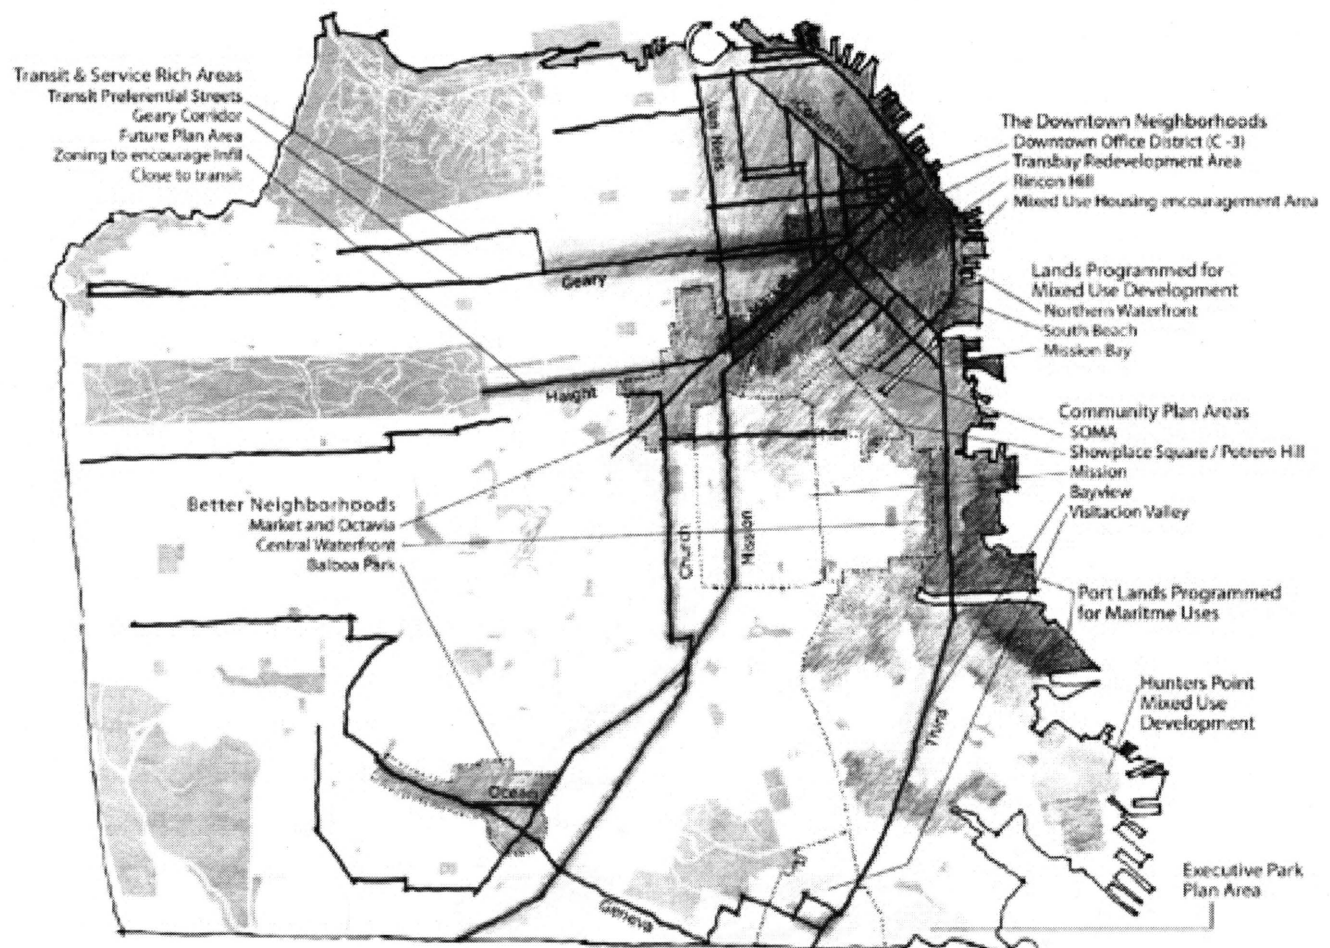 Transit & Service Rich Areas
Transit Preferential Streets
Geary Corridor
Future Plan Area
Zoning to encourage Infill
Close to transit
The Downtown Neighborhoods
Downtown Office District (C -3)
Transbay Redevelopment Area
Rincon Hill
Mixed Use Housing encouragement Area
Lands Programmed for
Mixed Use Development
Northern Waterfront
South Beach
Mission Bay
Community Plan Areas
SOMA
Showplace Square / Potrero Hill
Mission
Bayview
Visitacion Valley
Better Neighborhoods
Market and Octavia
Central Waterfront
Balboa Park
Port Lands Programmed
for Maritme Uses
Hunters Point
Mixed Use
Development
Executive Park
Plan Area
Van Ness
Columbus
Geary
Market
Haight
Church
Mission
Third
Ocean
Geneva